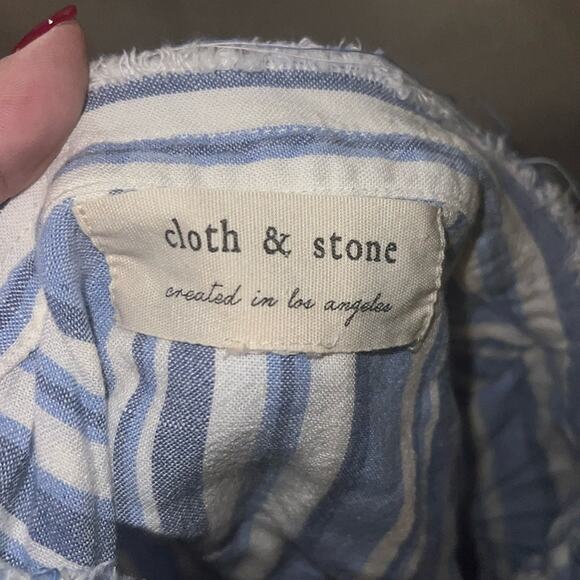 cloth & stone
created in los angeles